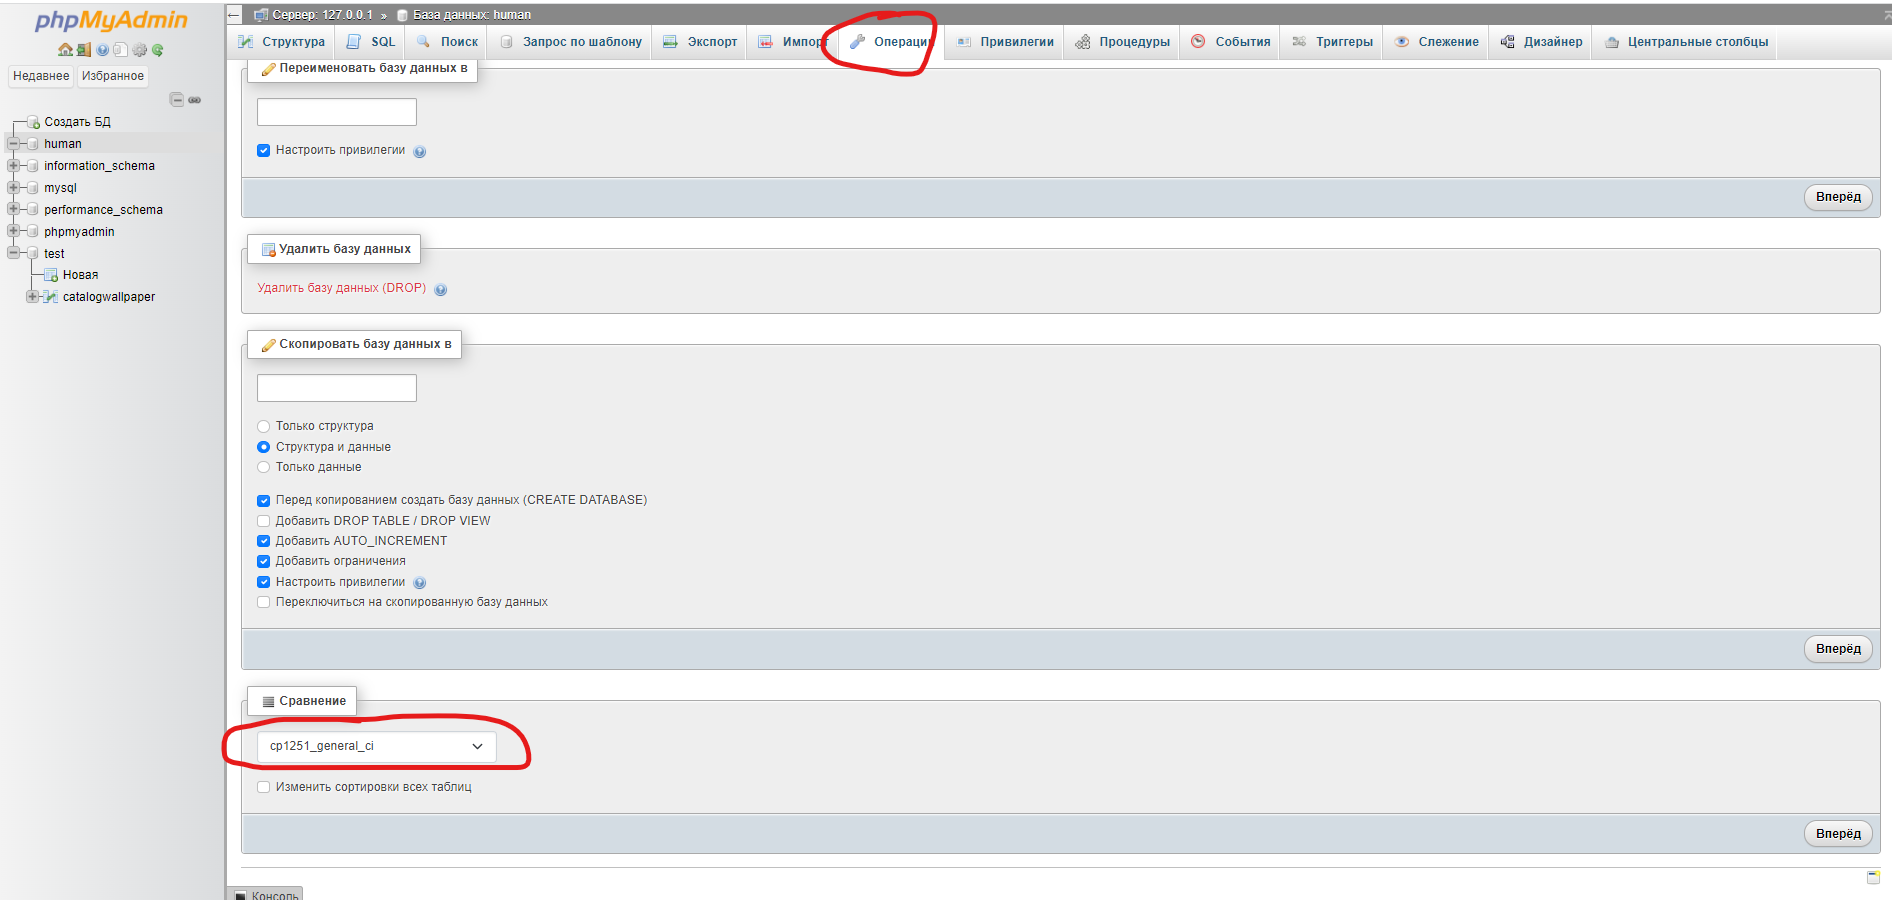 phpMyAdmin
Недавнее Избранное
Создать БД
human
information_schema
mysql
performance_schema
phpmyadmin
test
Новая
catalogwallpaper
Сервер: 127.0.0.1 » База данных: human
Структура SQL Поиск Запрос по шаблону Экспорт Импорт Операции Привилегии Процедуры События Триггеры Слежение Дизайнер Центральные столбцы
Переименовать базу данных в
Настроить привилегии
Вперёд
Удалить базу данных
Удалить базу данных (DROP)
Скопировать базу данных в
Только структура
Структура и данные
Только данные
Перед копированием создать базу данных (CREATE DATABASE)
Добавить DROP TABLE / DROP VIEW
Добавить AUTO_INCREMENT
Добавить ограничения
Настроить привилегии
Переключиться на скопированную базу данных
Вперёд
Сравнение
cp1251_general_ci
Изменить сортировки всех таблиц
Вперёд
Консоль